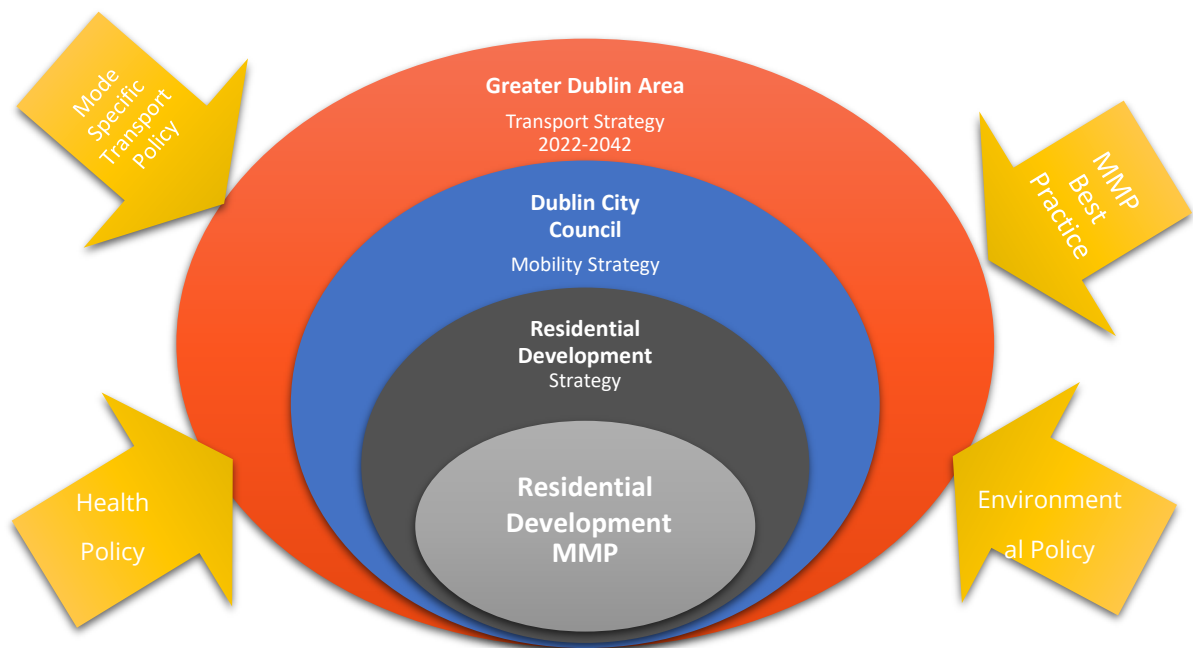 Mode
Specific
Transport
Policy
Greater Dublin Area
Transport Strategy
2022-2042
MMP
Best
Practice
Dublin City
Council
Mobility Strategy
Residential
Development
Strategy
Health
Policy
Residential
Development
MMP
Environment
al Policy